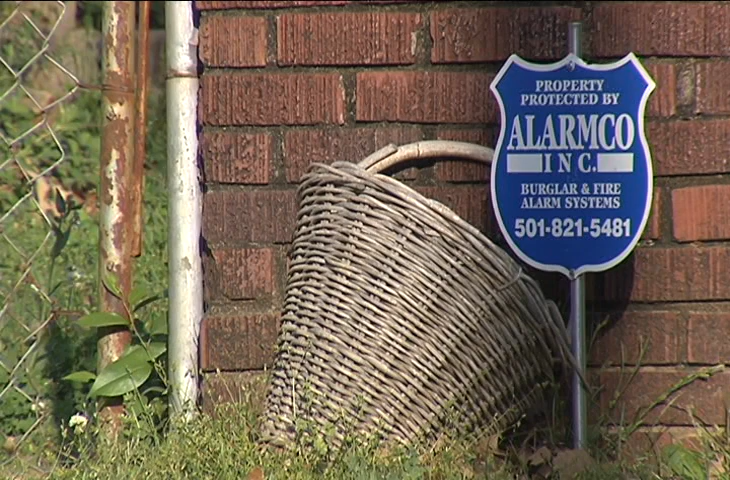 PROPERTY
PROTECTED BY
ALARMCO
INC.
BURGLAR & FIRE
ALARM SYSTEMS
501-821-5481